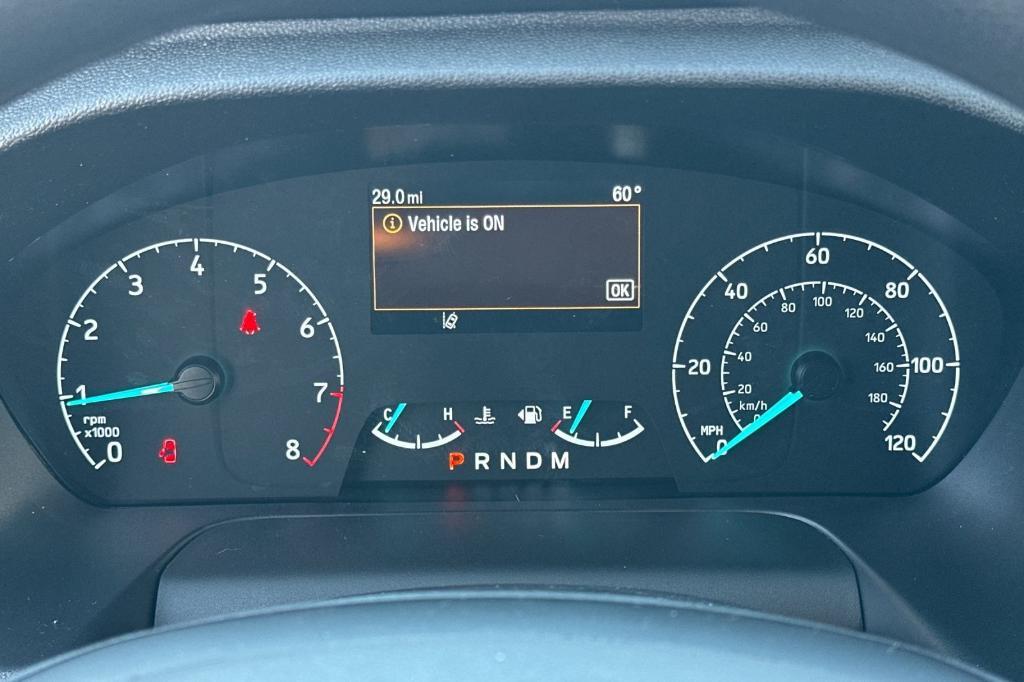 29.0 mi 60°
Vehicle is ON
OK
0 1 2 3 4 5 6 7 8
rpm
x1000
C H
E F
P R N D M
0 20 40 60 80 100 120
MPH
20 40 60 80 100 120 140 160 180
km/h
0